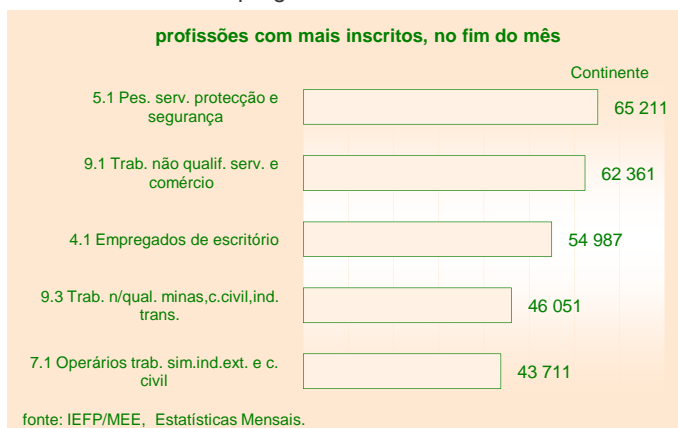 profissões com mais inscritos, no fim do mês
Continente
5.1 Pes. serv. protecção e
segurança
65 211
9.1 Trab. não qualif. serv. e
comércio
62 361
4.1 Empregados de escritório
54 987
9.3 Trab. n/qual. minas,c.civil,ind.
trans.
46 051
7.1 Operários trab. sim.ind.ext. e c.
civil
43 711
fonte: IEFP/MEE, Estatísticas Mensais.